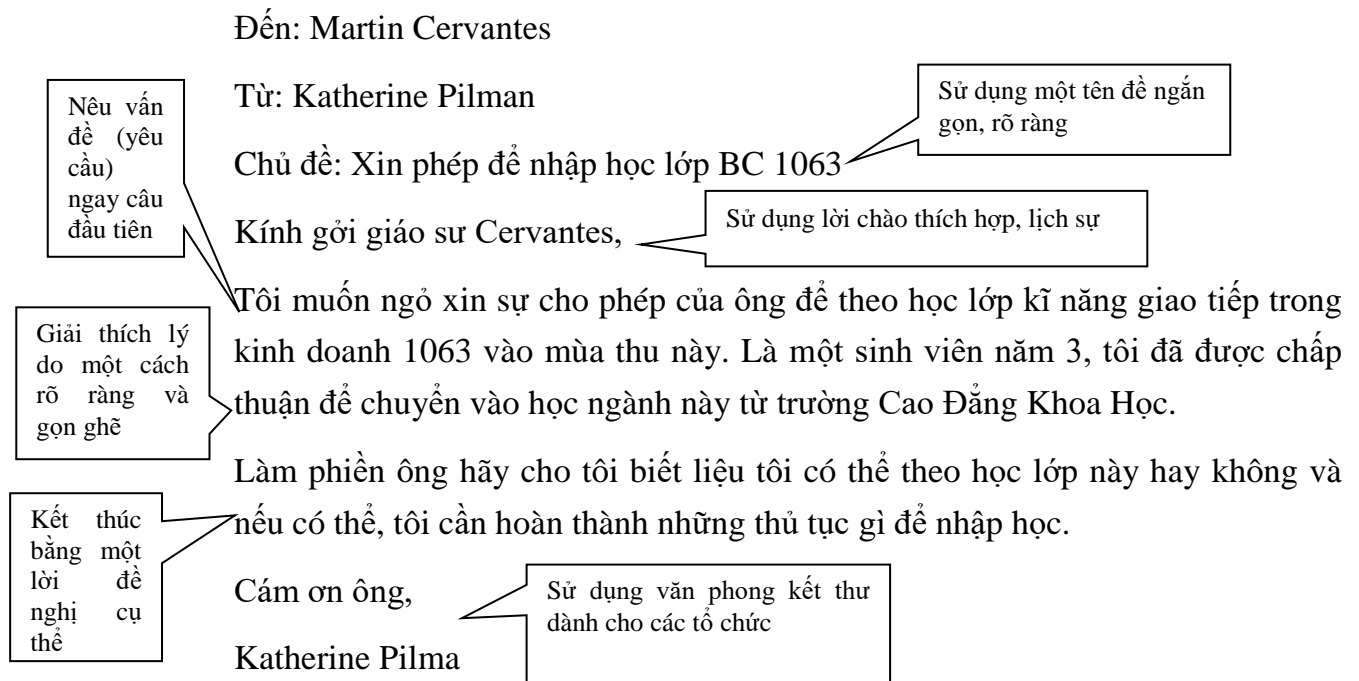 Đến: Martin Cervantes
Từ: Katherine Pilman
Sử dụng một tên đề ngắn
gọn, rõ ràng
Nêu vấn
đề (yêu
cầu)
ngay câu
đầu tiên
Chủ đề: Xin phép để nhập học lớp BC 1063
Kính gởi giáo sư Cervantes,
Sử dụng lời chào thích hợp, lịch sự
Tôi muốn ngỏ xin sự cho phép của ông để theo học lớp kĩ năng giao tiếp trong
kinh doanh 1063 vào mùa thu này. Là một sinh viên năm 3, tôi đã được chấp
thuận để chuyển vào học ngành này từ trường Cao Đẳng Khoa Học.
Giải thích lý
do một cách
rõ ràng và
gọn ghẽ
Làm phiền ông hãy cho tôi biết liệu tôi có thể theo học lớp này hay không và
nếu có thể, tôi cần hoàn thành những thủ tục gì để nhập học.
Kết thúc
bằng một
lời đề
nghị cụ
thể
Cám ơn ông,
Sử dụng văn phong kết thư
dành cho các tổ chức
Katherine Pilma